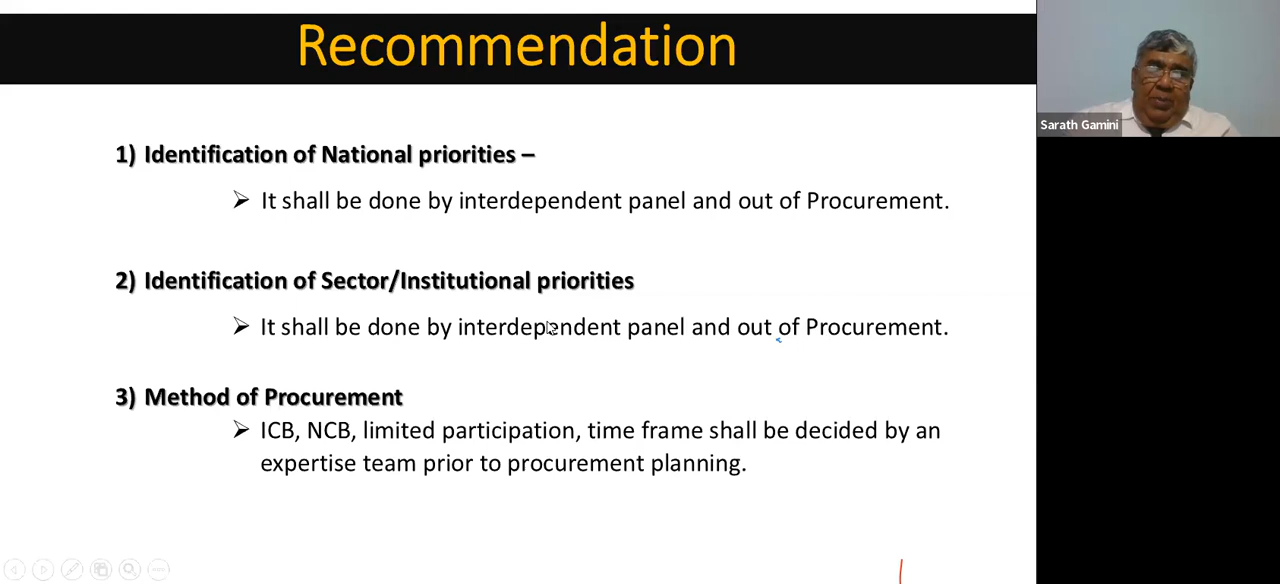 Recommendation
Sarath Gamini
1) Identification of National priorities –
It shall be done by interdependent panel and out of Procurement.
2) Identification of Sector/Institutional priorities
It shall be done by interdependent panel and out of Procurement.
3) Method of Procurement
ICB, NCB, limited participation, time frame shall be decided by an
expertise team prior to procurement planning.